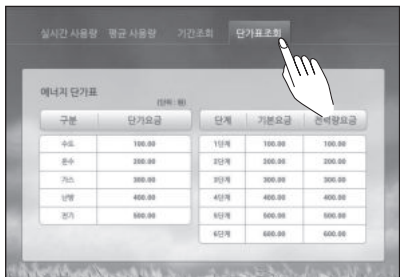 실시간 사용량 평균 사용량 기간조회 단가표조회
에너지 단가표
(단위 : 원)
구분 단가요금 단계 기본요금 전력량요금
수도 100.00 1단계 100.00 100.00
온수 200.00 2단계 200.00 200.00
가스 300.00 3단계 300.00 300.00
난방 400.00 4단계 400.00 400.00
전기 500.00 5단계 500.00 500.00
6단계 600.00 600.00